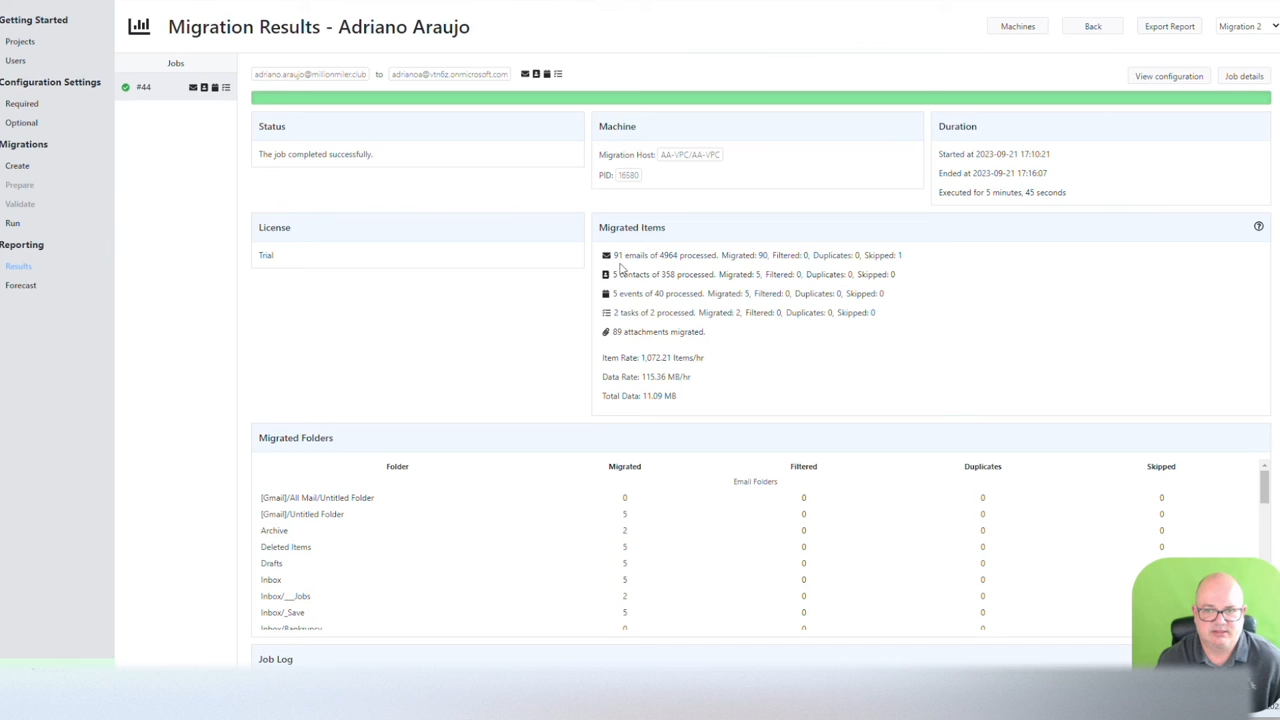 Getting Started
Projects
Users
Configuration Settings
Required
Optional
Migrations
Create
Prepare
Validate
Run
Reporting
Results
Forecast
Migration Results - Adriano Araujo
Machines
Back
Export Report
Migration 2
Jobs
#44
adriano.araujo@millionmiler.club to adrianoa@vtn6z.onmicrosoft.com
View configuration
Job details
Status
The job completed successfully.
Machine
Migration Host: AA-VPC/AA-VPC
PID: 16580
Duration
Started at 2023-09-21 17:10:21
Ended at 2023-09-21 17:16:07
Executed for 5 minutes, 45 seconds
License
Trial
Migrated Items
91 emails of 4964 processed. Migrated: 90, Filtered: 0, Duplicates: 0, Skipped: 1
5 contacts of 358 processed. Migrated: 5, Filtered: 0, Duplicates: 0, Skipped: 0
5 events of 40 processed. Migrated: 5, Filtered: 0, Duplicates: 0, Skipped: 0
2 tasks of 2 processed. Migrated: 2, Filtered: 0, Duplicates: 0, Skipped: 0
89 attachments migrated.
Item Rate: 1,072.21 Items/hr
Data Rate: 115.36 MB/hr
Total Data: 11.09 MB
Migrated Folders
Folder Migrated Filtered Duplicates Skipped
Email Folders
[Gmail]/All Mail/Untitled Folder 0 0 0 0
[Gmail]/Untitled Folder 5 0 0 0
Archive 2 0 0 0
Deleted Items 5 0 0 0
Drafts 5 0 0 0
Inbox 5 0 0
Inbox/___Jobs 2 0 0
Inbox/_Save 5 0 0
Inbox/Bankrupcy 0 0 0
Job Log